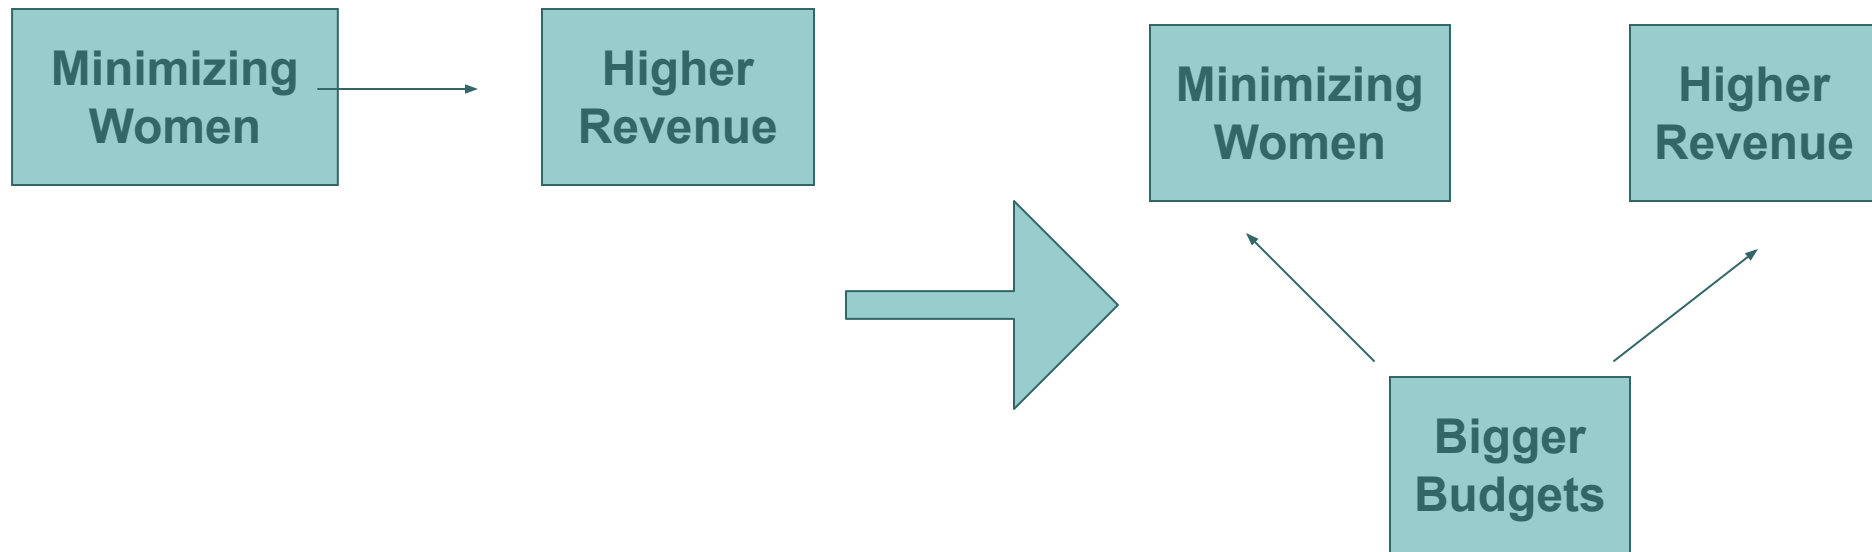 Minimizing
Women
Higher
Revenue
Minimizing
Women
Higher
Revenue
Bigger
Budgets